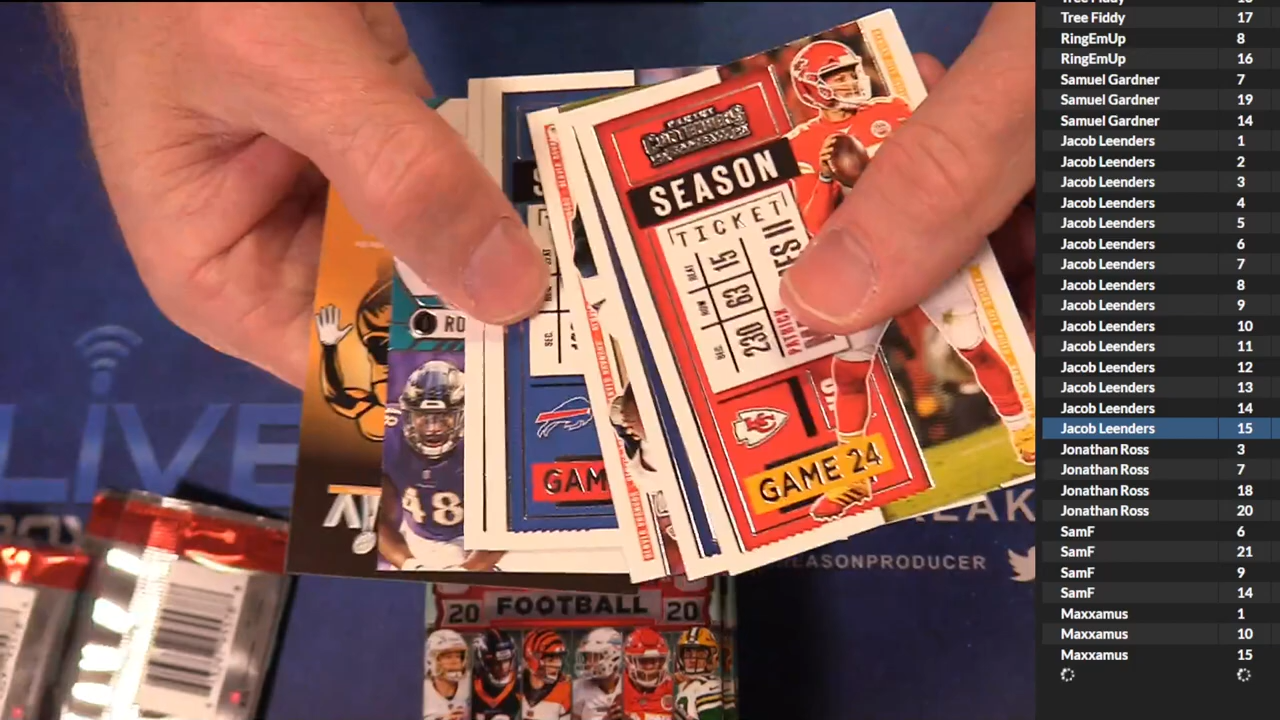 PANINI
CONTENDERS
SEASON
TICKET
SEC. ROW SEAT
230 63 15
PATRICK
GAME 24
KC
RO
48
GAM
LIVE
EAK
EASONPRODUCER
20 FOOTBALL 20
Tree Fiddy 17
RingEmUp 8
RingEmUp 16
Samuel Gardner 7
Samuel Gardner 19
Samuel Gardner 14
Jacob Leenders 1
Jacob Leenders 2
Jacob Leenders 3
Jacob Leenders 4
Jacob Leenders 5
Jacob Leenders 6
Jacob Leenders 7
Jacob Leenders 8
Jacob Leenders 9
Jacob Leenders 10
Jacob Leenders 11
Jacob Leenders 12
Jacob Leenders 13
Jacob Leenders 14
Jacob Leenders 15
Jonathan Ross 3
Jonathan Ross 7
Jonathan Ross 18
Jonathan Ross 20
SamF 6
SamF 21
SamF 9
SamF 14
Maxxamus 1
Maxxamus 10
Maxxamus 15